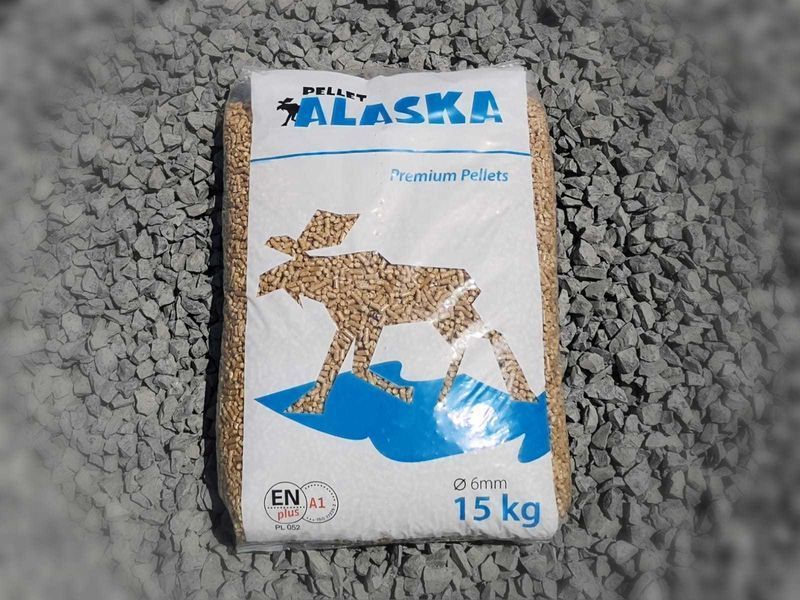 PELLET
ALASKA
Premium Pellets
Ø 6mm
15 kg
EN
plus
A1
PL 052